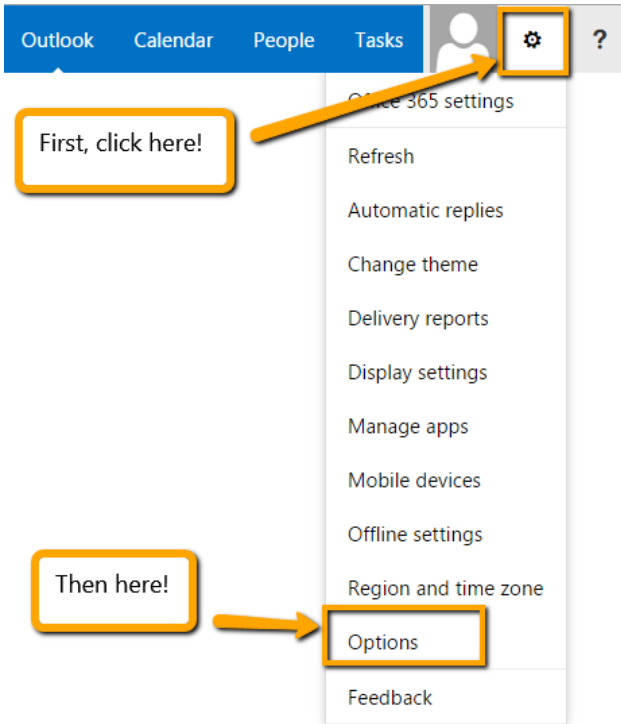 Outlook Calendar People Tasks ?
Office 365 settings
First, click here!
Refresh
Automatic replies
Change theme
Delivery reports
Display settings
Manage apps
Mobile devices
Offline settings
Then here!
Region and time zone
Options
Feedback